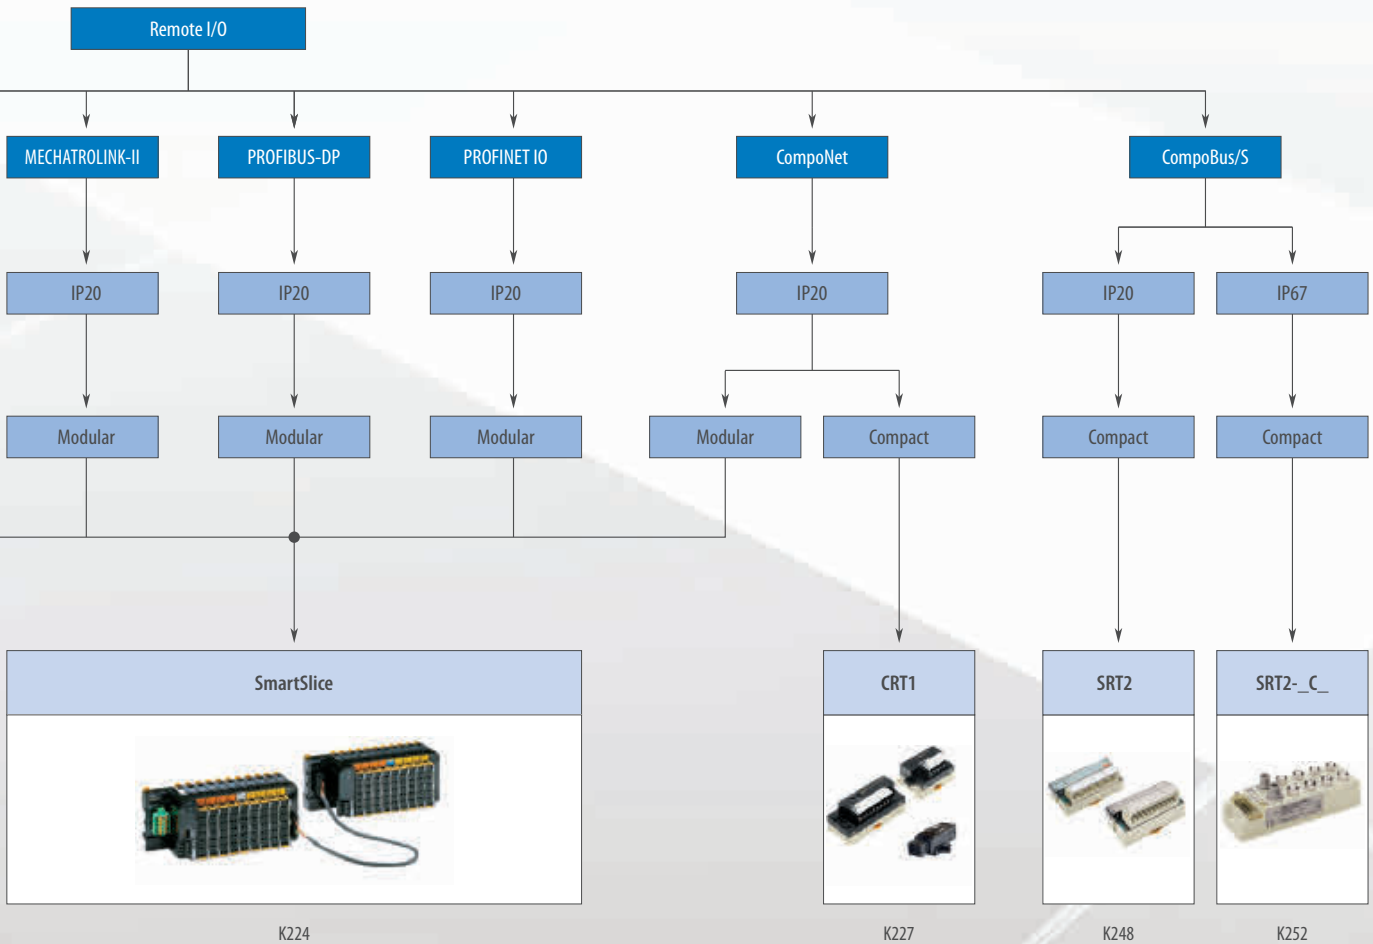 Remote I/O
MECHATROLINK-II
PROFIBUS-DP
PROFINET IO
CompoNet
CompoBus/S
IP20
IP20
IP20
IP20
IP20
IP67
Modular
Modular
Modular
Modular
Compact
Compact
Compact
SmartSlice
CRT1
SRT2
SRT2-_C_
K224
K227
K248
K252